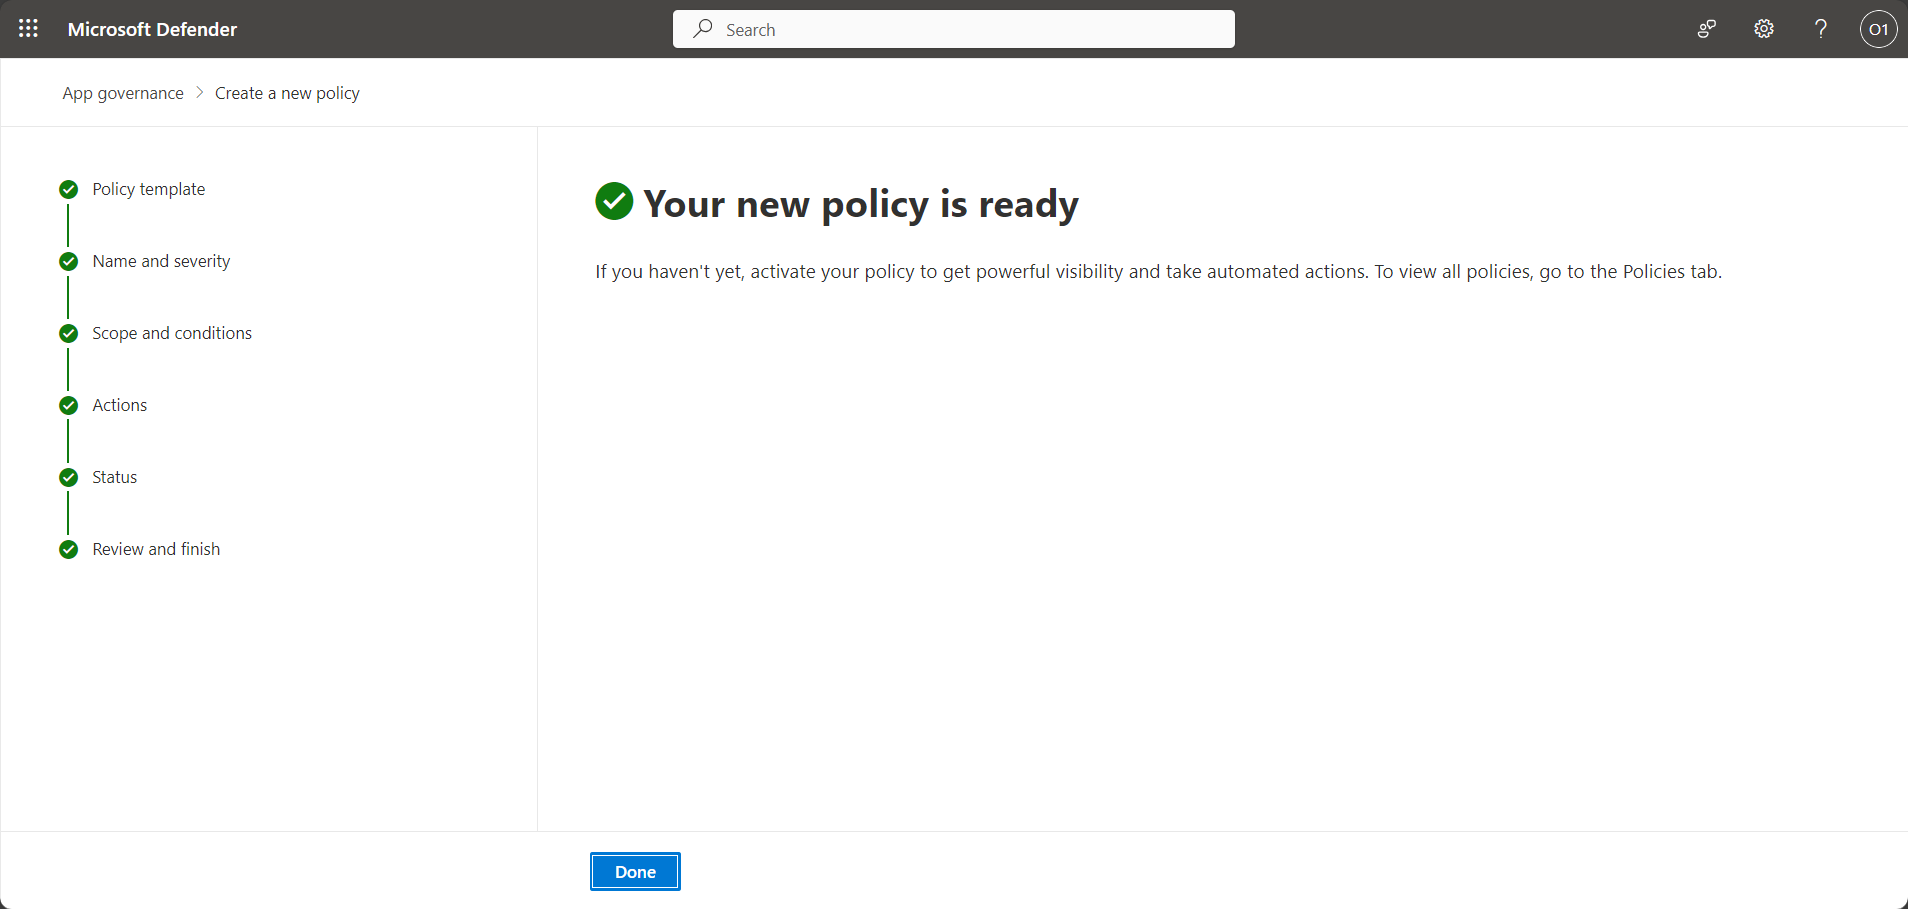 Microsoft Defender
Search
O1
App governance > Create a new policy
Policy template
Name and severity
Scope and conditions
Actions
Status
Review and finish
Your new policy is ready
If you haven't yet, activate your policy to get powerful visibility and take automated actions. To view all policies, go to the Policies tab.
Done